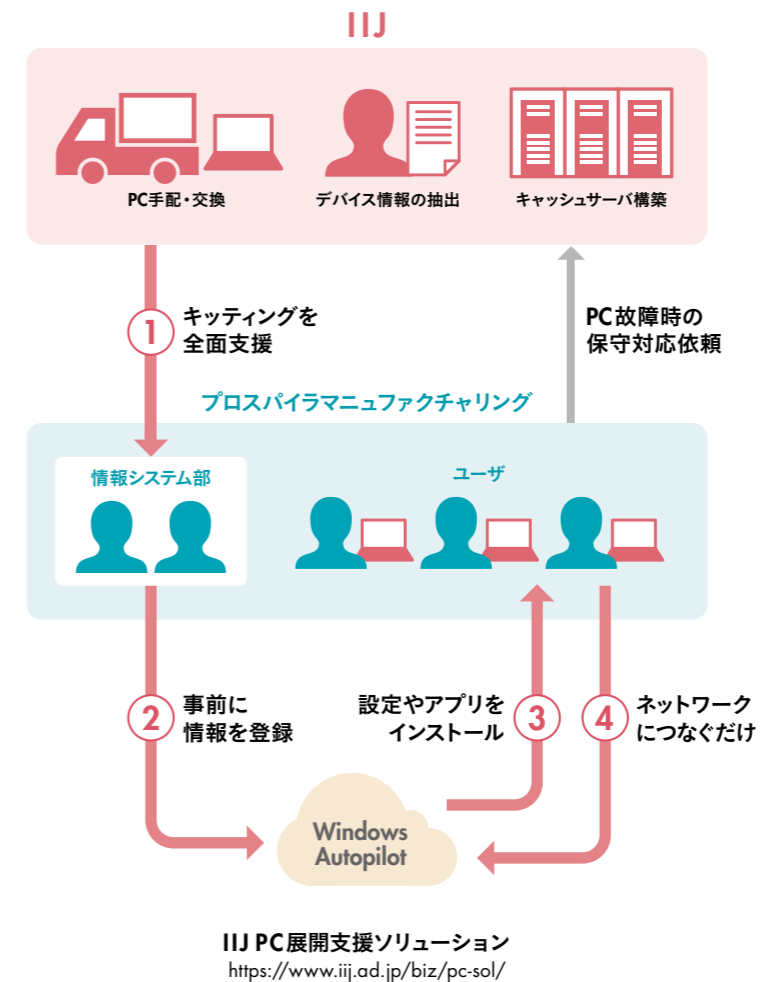 IIJ
PC手配・交換
デバイス情報の抽出
キャッシュサーバ構築
1
キッティングを
全面支援
PC故障時の
保守対応依頼
プロスパイラマニュファクチャリング
情報システム部
ユーザ
2
事前に
情報を登録
設定やアプリを
インストール
3
4
ネットワーク
につなぐだけ
Windows
Autopilot
IIJ PC展開支援ソリューション
https://www.iij.ad.jp/biz/pc-sol/